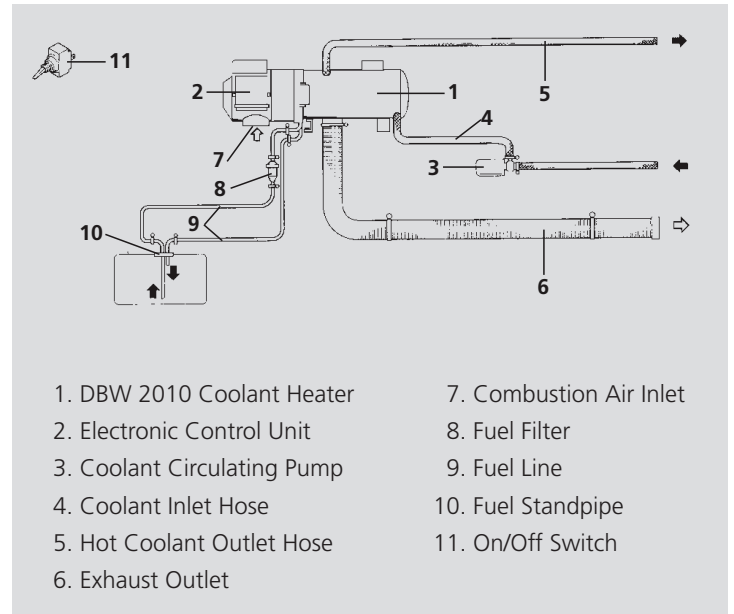 11
2
1
5
4
7
3
8
9
10
6
1. DBW 2010 Coolant Heater
2. Electronic Control Unit
3. Coolant Circulating Pump
4. Coolant Inlet Hose
5. Hot Coolant Outlet Hose
6. Exhaust Outlet
7. Combustion Air Inlet
8. Fuel Filter
9. Fuel Line
10. Fuel Standpipe
11. On/Off Switch